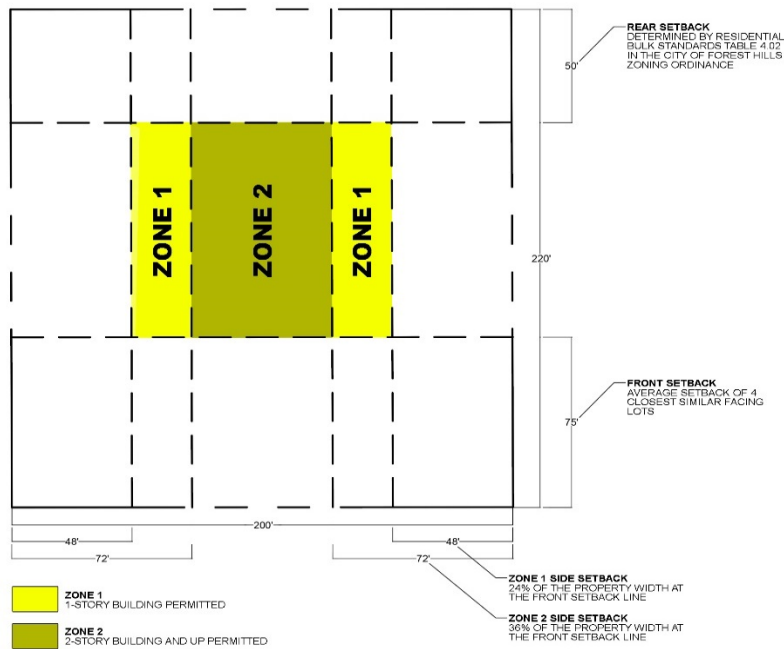 REAR SETBACK
DETERMINED BY RESIDENTIAL
BULK STANDARDS TABLE 4.02
IN THE CITY OF FOREST HILLS
ZONING ORDINANCE
50'
ZONE 1
ZONE 2
ZONE 1
220'
FRONT SETBACK
AVERAGE SETBACK OF 4
CLOSEST SIMILAR FACING
LOTS
75'
200'
48'
48'
72'
72'
ZONE 1 SIDE SETBACK
24% OF THE PROPERTY WIDTH AT
THE FRONT SETBACK LINE
ZONE 2 SIDE SETBACK
36% OF THE PROPERTY WIDTH AT
THE FRONT SETBACK LINE
ZONE 1
1-STORY BUILDING PERMITTED
ZONE 2
2-STORY BUILDING AND UP PERMITTED